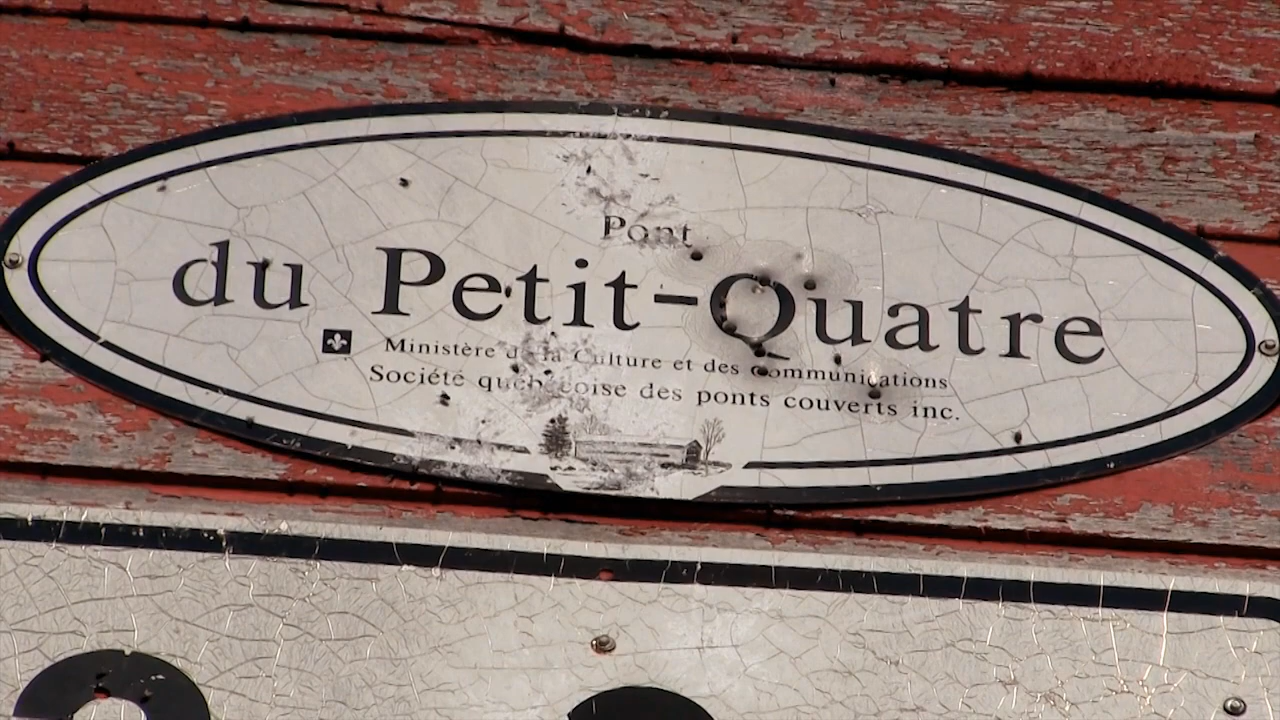 Pont
du Petit-Quatre
Ministère de la Culture et des Communications
Société québécoise des ponts couverts inc.